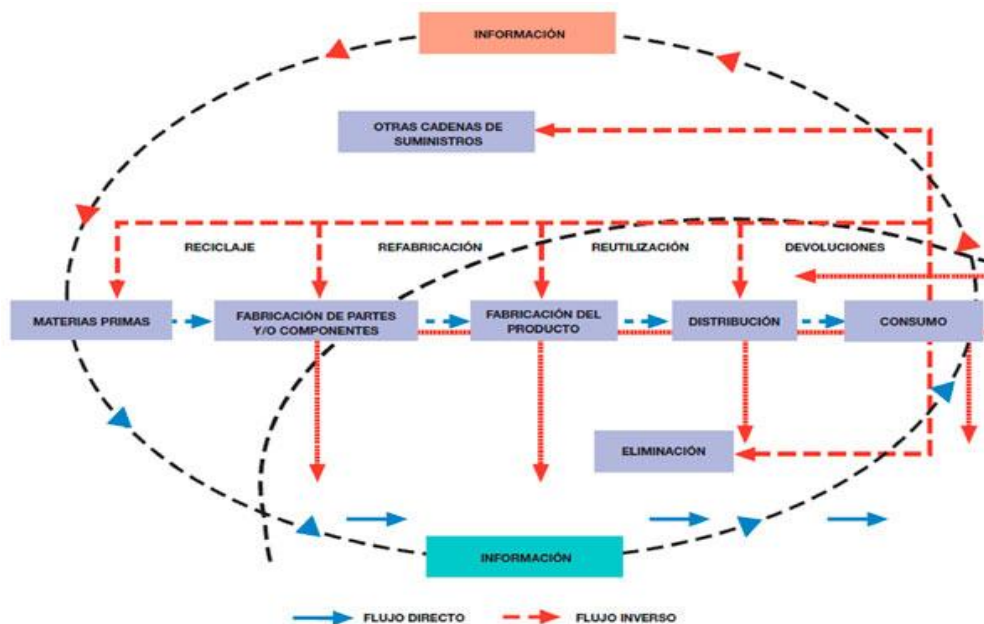 INFORMACIÓN
OTRAS CADENAS DE
SUMINISTROS
RECICLAJE
REFABRICACIÓN
REUTILIZACIÓN
DEVOLUCIONES
MATERIAS PRIMAS
FABRICACIÓN DE PARTES
Y/O COMPONENTES
FABRICACIÓN DEL
PRODUCTO
DISTRIBUCIÓN
CONSUMO
ELIMINACIÓN
INFORMACIÓN
FLUJO DIRECTO
FLUJO INVERSO